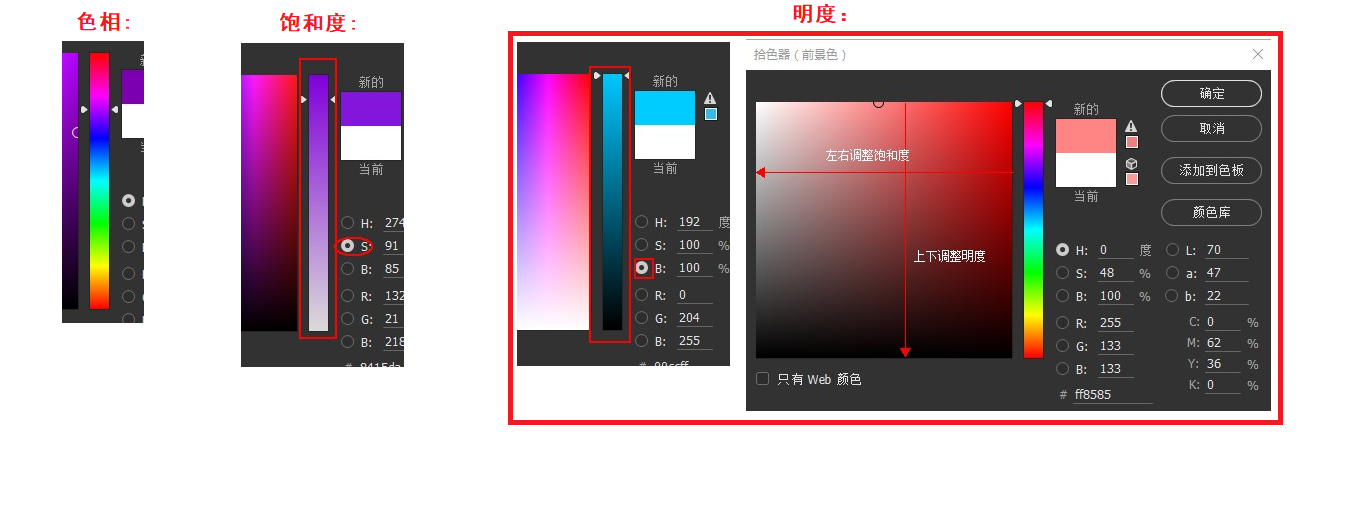 色相:
饱和度:
明度:
新的
当前
H: 274
S: 91
B: 85
R: 132
G: 21
B: 218
新的
当前
H: 192 度
S: 100 %
B: 100 %
R: 0
G: 204
B: 255
拾色器（前景色）
左右调整饱和度
上下调整明度
新的
当前
确定
取消
添加到色板
颜色库
H: 0 度
S: 48 %
B: 100 %
R: 255
G: 133
B: 133
# ff8585
L: 70
a: 47
b: 22
C: 0 %
M: 62 %
Y: 36 %
K: 0 %
只有 Web 颜色